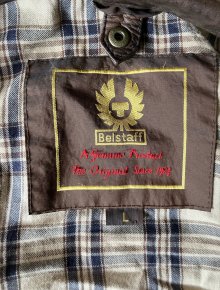 Belstaff
A Genuine Product
The Original Since 1924
L